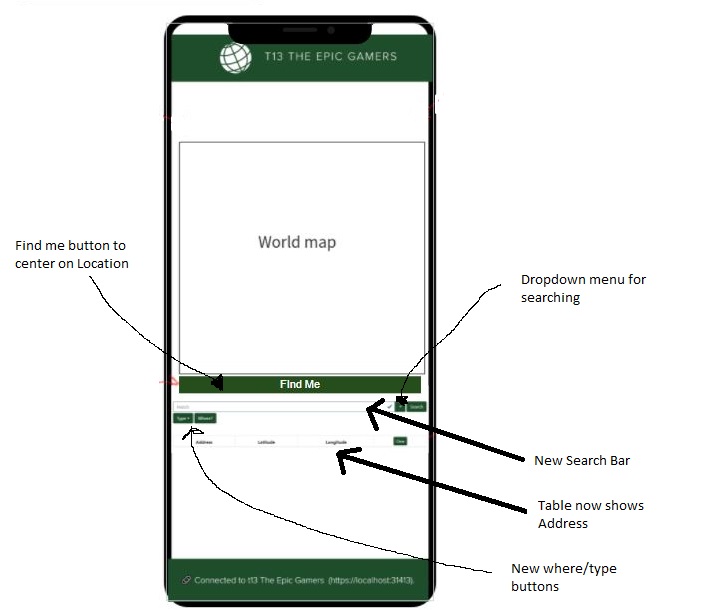 T13 THE EPIC GAMERS
World map
Find me button to
center on Location
Dropdown menu for
searching
FInd Me
Search
Type
Where?
Address Latitude Longitude Clear
New Search Bar
Table now shows
Address
New where/type
buttons
Connected to t13 The Epic Gamers (https://localhost:31413).